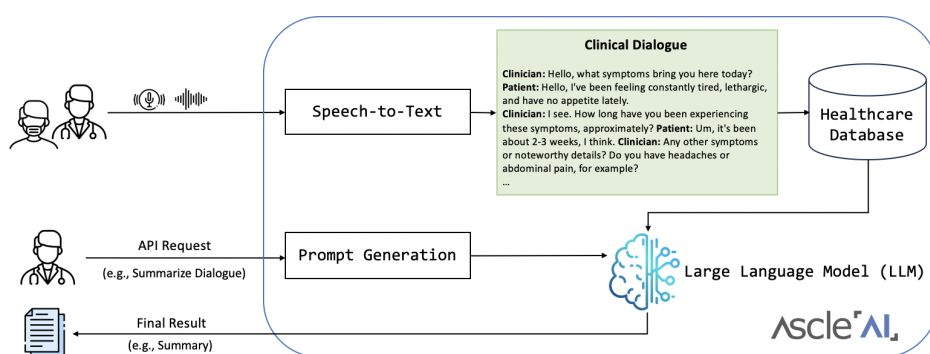 Clinical Dialogue
Clinician: Hello, what symptoms bring you here today?
Patient: Hello, I've been feeling constantly tired, lethargic,
and have no appetite lately.
Clinician: I see. How long have you been experiencing
these symptoms, approximately? Patient: Um, it's been
about 2-3 weeks, I think. Clinician: Any other symptoms
or noteworthy details? Do you have headaches or
abdominal pain, for example?
...
Speech-to-Text
Healthcare
Database
API Request
(e.g., Summarize Dialogue)
Prompt Generation
Large Language Model (LLM)
Final Result
(e.g., Summary)
Ascle「AI」